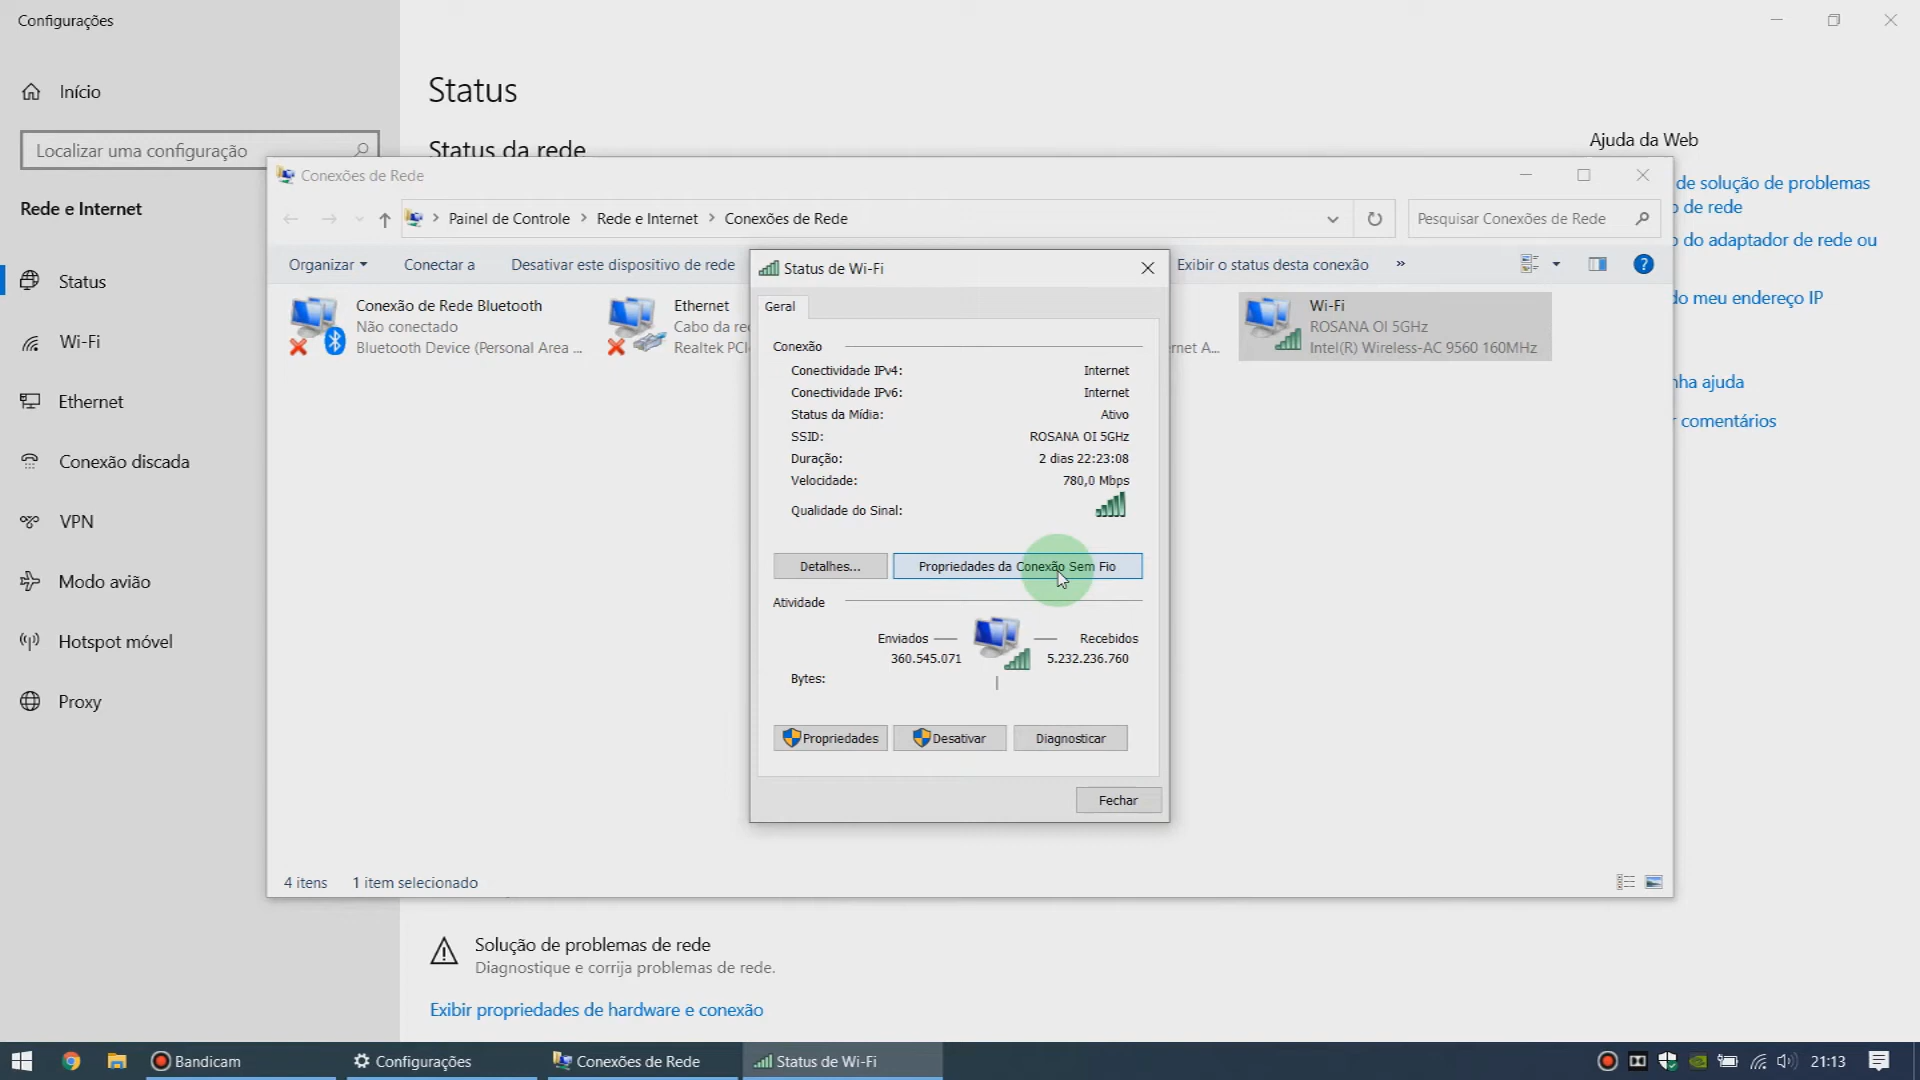 Configurações
Início
Localizar uma configuração
Rede e Internet
Status
Wi-Fi
Ethernet
Conexão discada
VPN
Modo avião
Hotspot móvel
Proxy
Status
Status da rede
Ajuda da Web
de solução de problemas
o de rede
o do adaptador de rede ou
do meu endereço IP
nha ajuda
r comentários
Conexões de Rede
Painel de Controle > Rede e Internet > Conexões de Rede
Pesquisar Conexões de Rede
Organizar
Conectar a
Desativar este dispositivo de rede
Exibir o status desta conexão
»
Conexão de Rede Bluetooth
Não conectado
Bluetooth Device (Personal Area ...
Ethernet
Cabo da re
Realtek PCI
rnet A...
Wi-Fi
ROSANA OI 5GHz
Intel(R) Wireless-AC 9560 160MHz
Status de Wi-Fi
Geral
Conexão
Conectividade IPv4: Internet
Conectividade IPv6: Internet
Status da Mídia: Ativo
SSID: ROSANA OI 5GHz
Duração: 2 dias 22:23:08
Velocidade: 780,0 Mbps
Qualidade do Sinal:
Detalhes...
Propriedades da Conexão Sem Fio
Atividade
Enviados — — Recebidos
360.545.071 5.232.236.760
Bytes: |
Propriedades
Desativar
Diagnosticar
Fechar
4 itens 1 item selecionado
Solução de problemas de rede
Diagnostique e corrija problemas de rede.
Exibir propriedades de hardware e conexão
Bandicam
Configurações
Conexões de Rede
Status de Wi-Fi
21:13